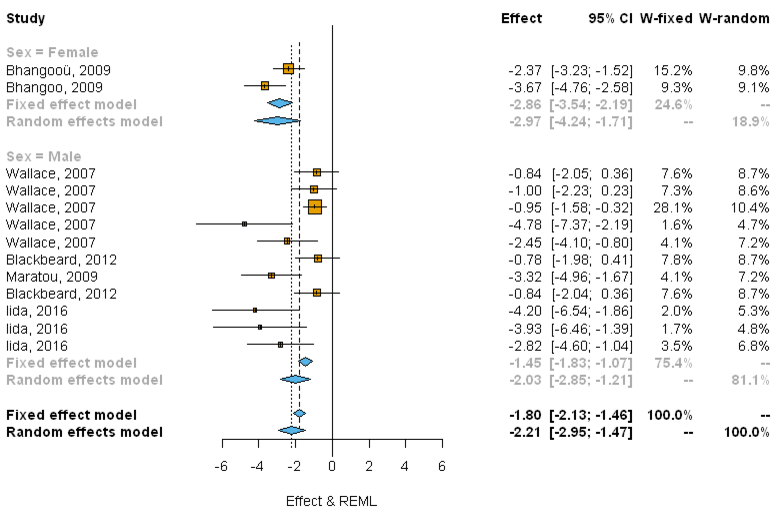 Study Effect 95% CI W-fixed W-random
Sex = Female
Bhangooü, 2009 -2.37 [-3.23; -1.52] 15.2% 9.8%
Bhangoo, 2009 -3.67 [-4.76; -2.58] 9.3% 9.1%
Fixed effect model -2.86 [-3.54; -2.19] 24.6% --
Random effects model -2.97 [-4.24; -1.71] -- 18.9%
Sex = Male
Wallace, 2007 -0.84 [-2.05; 0.36] 7.6% 8.7%
Wallace, 2007 -1.00 [-2.23; 0.23] 7.3% 8.6%
Wallace, 2007 -0.95 [-1.58; -0.32] 28.1% 10.4%
Wallace, 2007 -4.78 [-7.37; -2.19] 1.6% 4.7%
Wallace, 2007 -2.45 [-4.10; -0.80] 4.1% 7.2%
Blackbeard, 2012 -0.78 [-1.98; 0.41] 7.8% 8.7%
Maratou, 2009 -3.32 [-4.96; -1.67] 4.1% 7.2%
Blackbeard, 2012 -0.84 [-2.04; 0.36] 7.6% 8.7%
Iida, 2016 -4.20 [-6.54; -1.86] 2.0% 5.3%
Iida, 2016 -3.93 [-6.46; -1.39] 1.7% 4.8%
Iida, 2016 -2.82 [-4.60; -1.04] 3.5% 6.8%
Fixed effect model -1.45 [-1.83; -1.07] 75.4% --
Random effects model -2.03 [-2.85; -1.21] -- 81.1%
Fixed effect model -1.80 [-2.13; -1.46] 100.0% --
Random effects model -2.21 [-2.95; -1.47] -- 100.0%
-6 -4 -2 0 2 4 6
Effect & REML